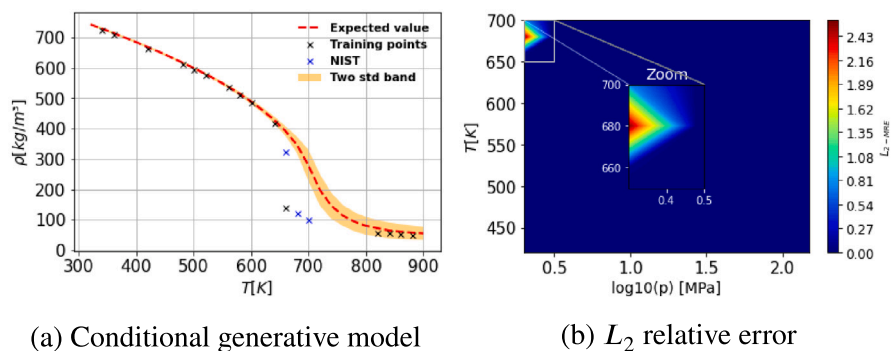 700
600
500
400
300
200
100
0
ρ[kg/m³]
300 400 500 600 700 800 900
T[K]
Expected value
Training points
NIST
Two std band
(a) Conditional generative model
700
650
600
550
500
450
T[K]
0.5 1.0 1.5 2.0
log10(p) [MPa]
Zoom
700
680
660
0.4 0.5
2.43
2.16
1.89
1.62
1.35
1.08
0.81
0.54
0.27
0.00
L2−MRE
(b) L2 relative error